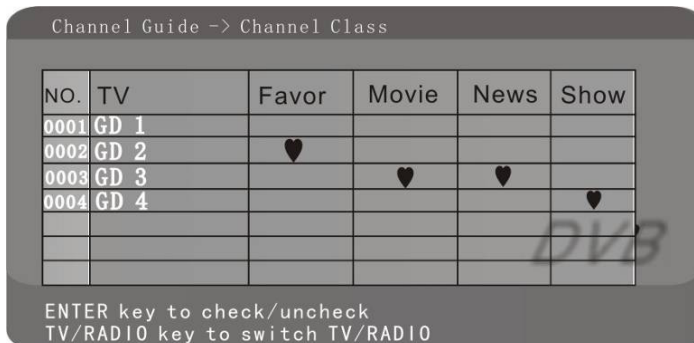 Channel Guide -> Channel Class
NO. TV Favor Movie News Show
0001 GD 1
0002 GD 2 ♥
0003 GD 3 ♥ ♥
0004 GD 4 ♥
DVB
ENTER key to check/uncheck
TV/RADIO key to switch TV/RADIO